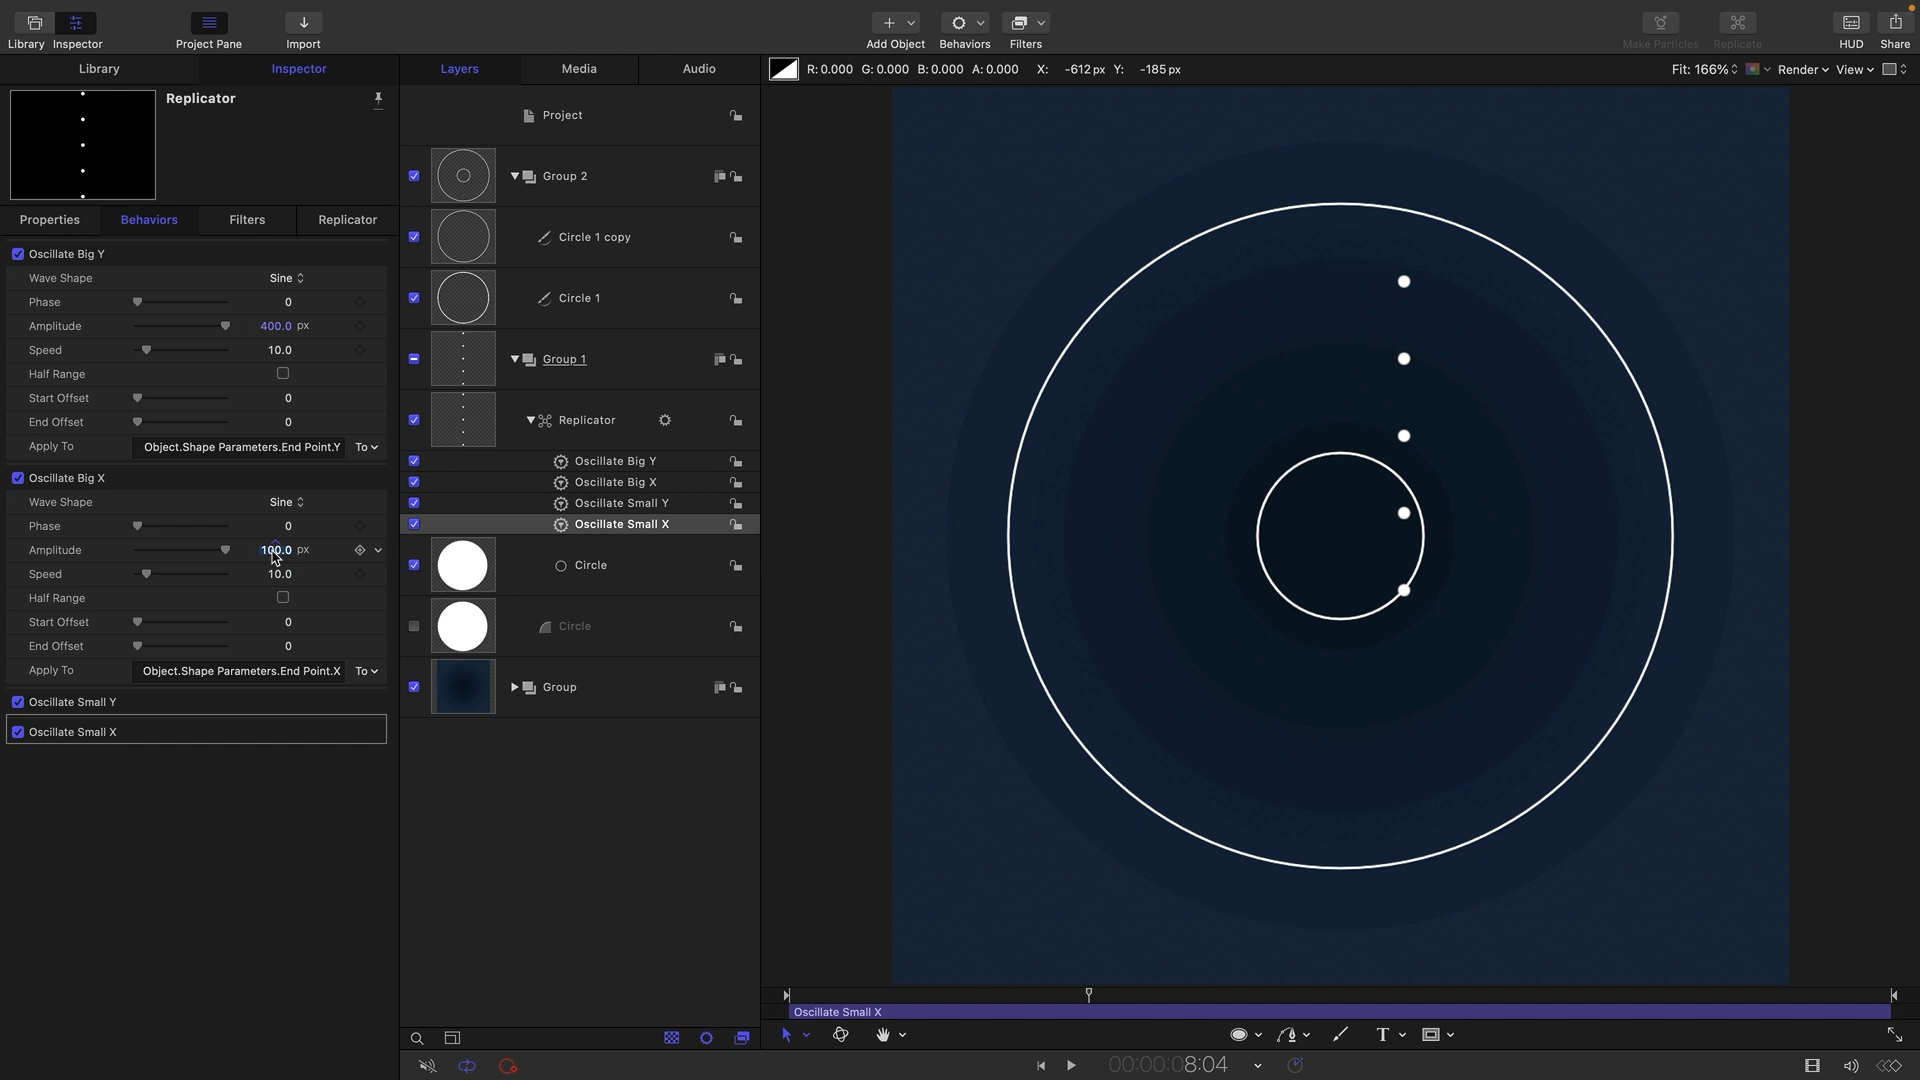 Library Inspector Project Pane Import Add Object Behaviors Filters Make Particles Replicate HUD Share
Library Inspector Layers Media Audio R: 0.000 G: 0.000 B: 0.000 A: 0.000 X: -612 px Y: -185 px Fit: 166% Render View
Replicator
Project
Group 2
Properties Behaviors Filters Replicator
Circle 1 copy
Oscillate Big Y
Wave Shape Sine
Phase 0
Circle 1
Amplitude 400.0 px
Speed 10.0
Group 1
Half Range
Start Offset 0
End Offset 0
Replicator
Apply To Object.Shape Parameters.End Point.Y To
Oscillate Big Y
Oscillate Big X
Oscillate Small Y
Oscillate Small X
Oscillate Big X
Wave Shape Sine
Phase 0
Amplitude 100.0 px
Speed 10.0
Circle
Half Range
Start Offset 0
Circle
End Offset 0
Apply To Object.Shape Parameters.End Point.X To
Group
Oscillate Small Y
Oscillate Small X
Oscillate Small X
T
00:00:08:04